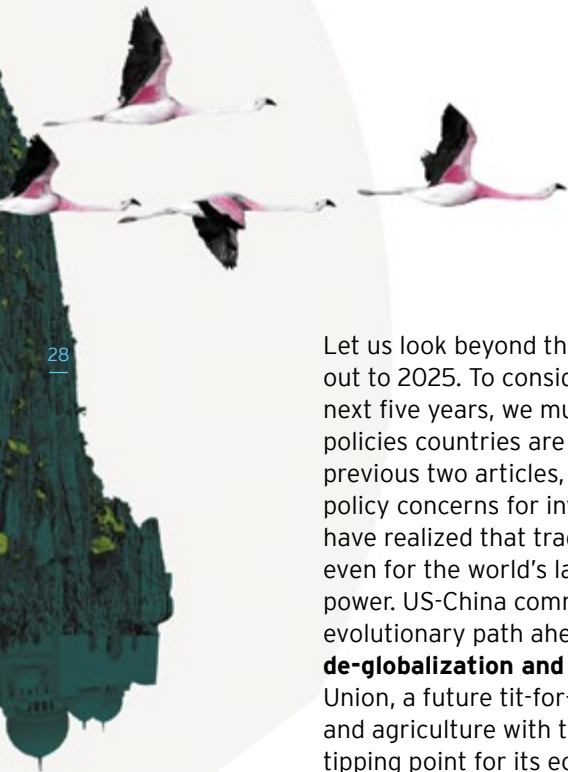 28
Let us look beyond th
out to 2025. To consid
next five years, we mu
policies countries are
previous two articles,
policy concerns for inv
have realized that trad
even for the world's la
power. US-China comm
evolutionary path ahe
de-globalization and
Union, a future tit-for-
and agriculture with t
tipping point for its ec